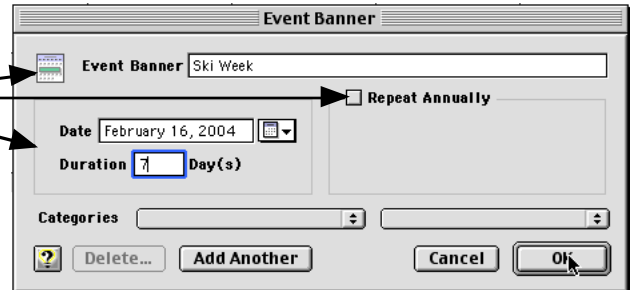 Event Banner
Event Banner Ski Week
Repeat Annually
Date February 16, 2004
Duration 7 Day(s)
Categories
? Delete... Add Another Cancel OK